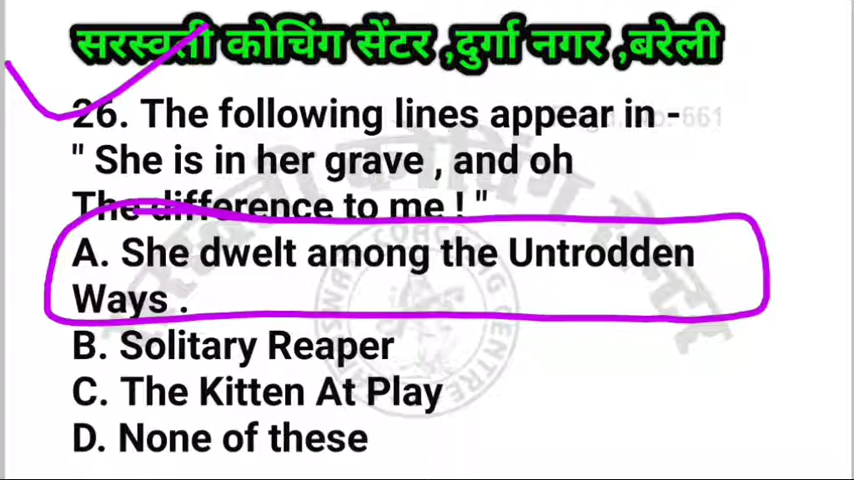 सरस्वती कोचिंग सेंटर ,दुर्गा नगर ,बरेली
26. The following lines appear in -
" She is in her grave , and oh
The difference to me ! "
A. She dwelt among the Untrodden
Ways .
B. Solitary Reaper
C. The Kitten At Play
D. None of these